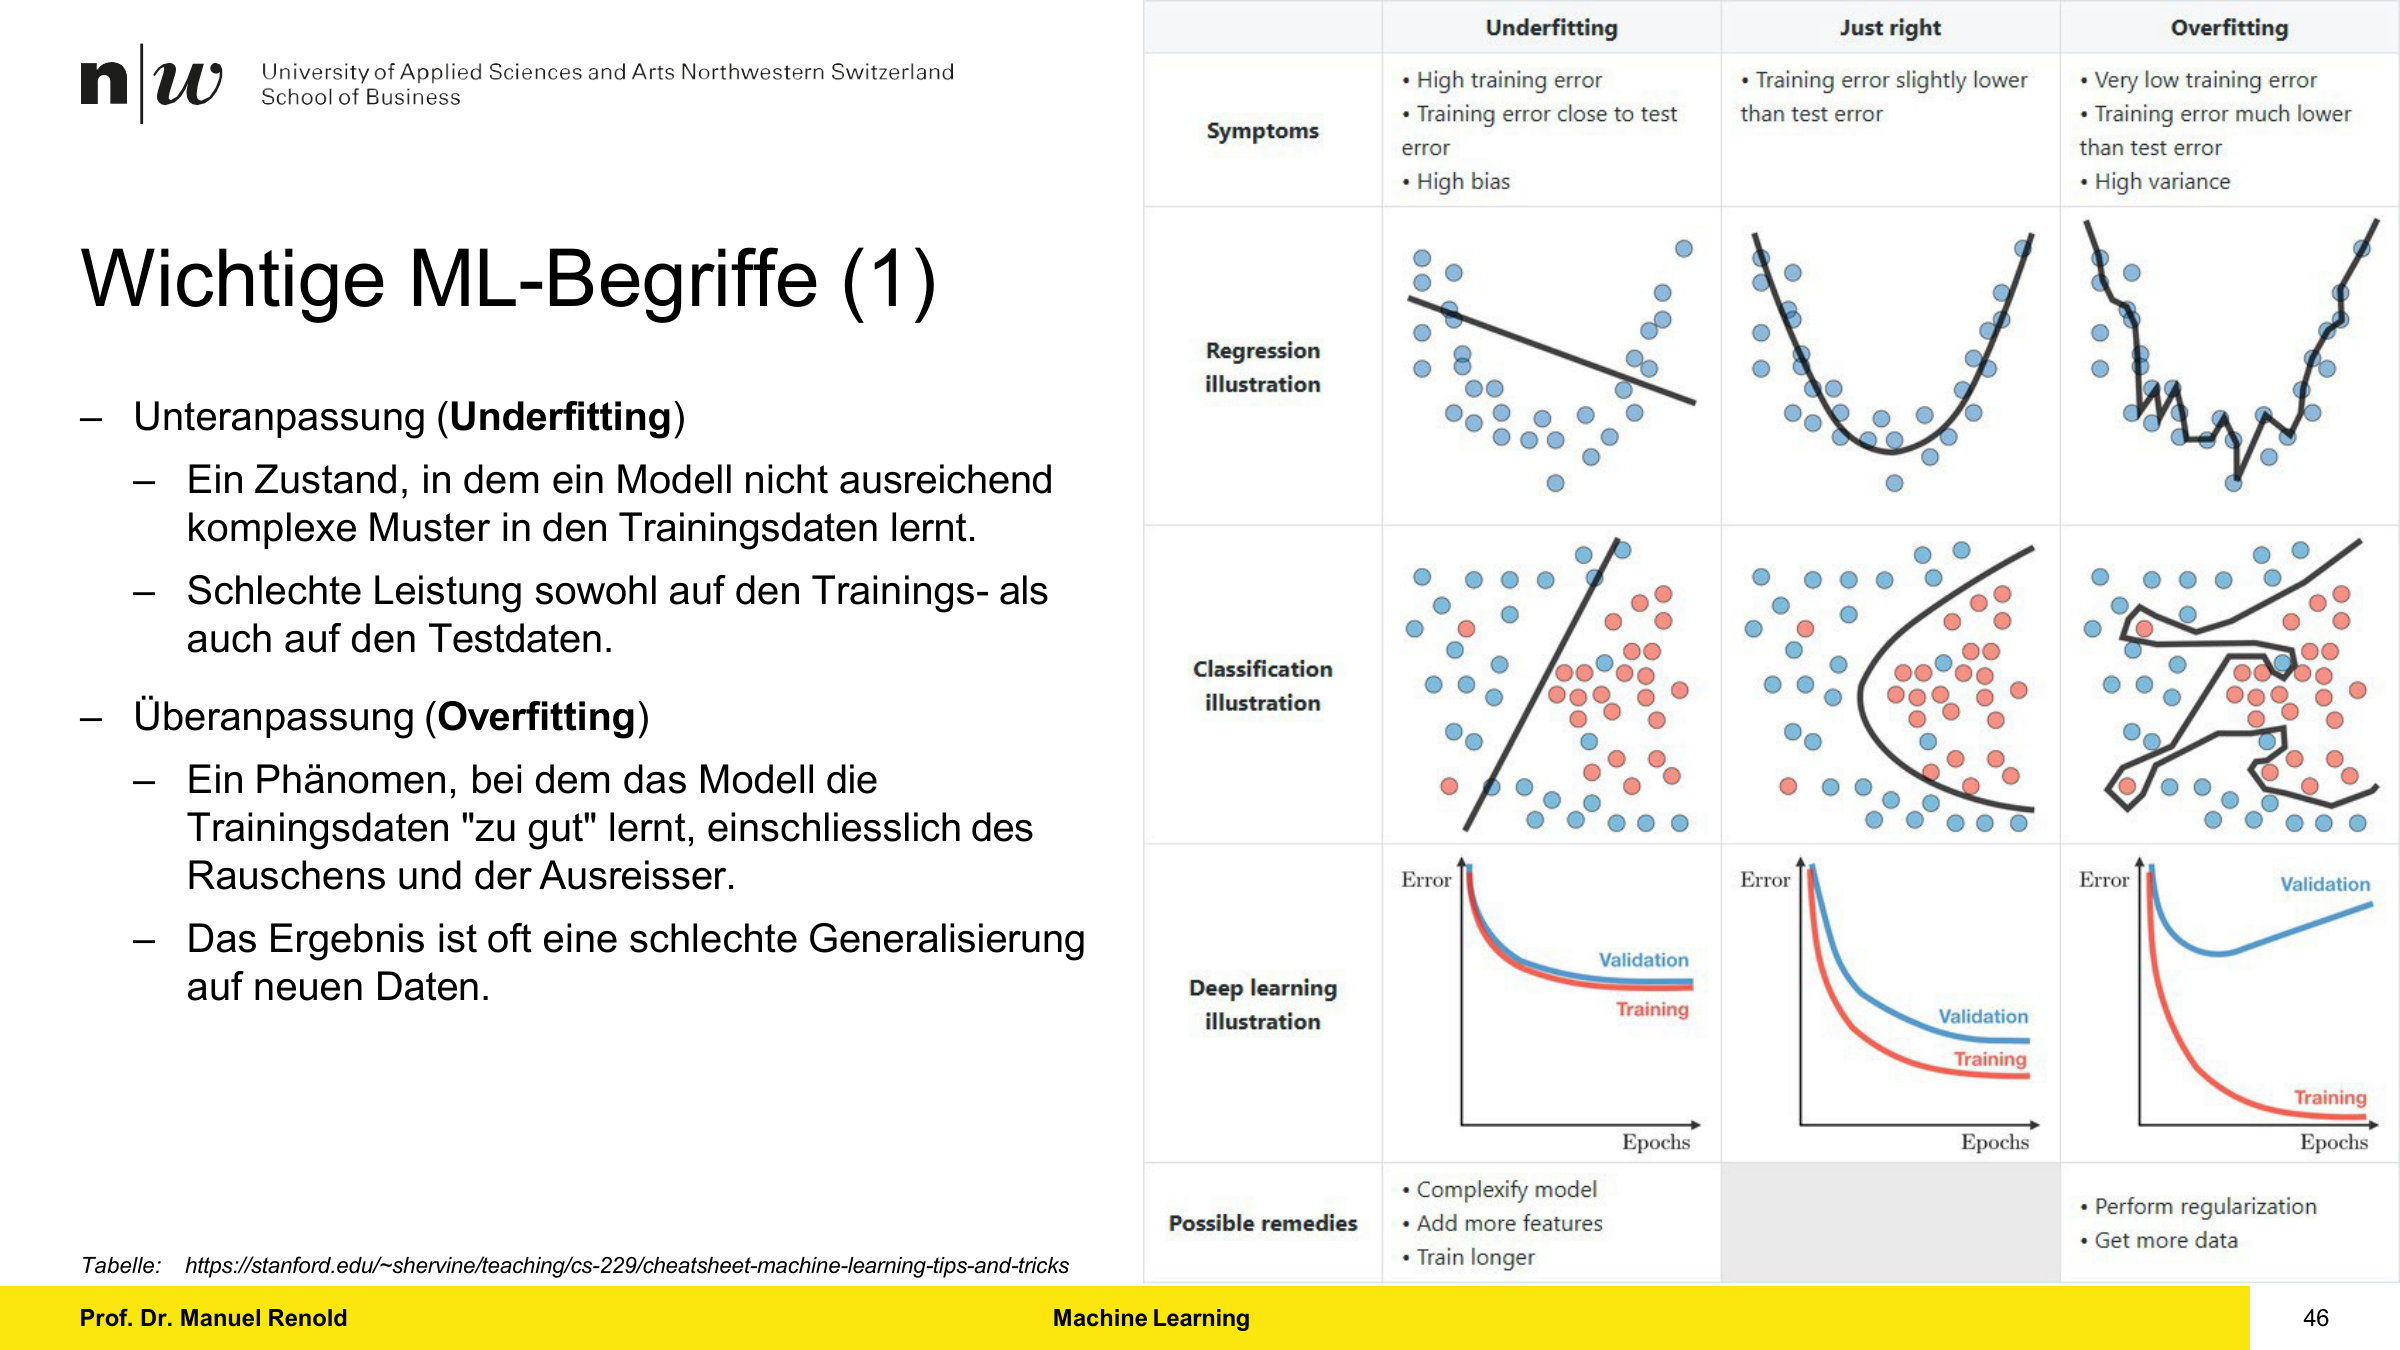 n|w University of Applied Sciences and Arts Northwestern Switzerland
School of Business
Wichtige ML-Begriffe (1)
– Unteranpassung (Underfitting)
– Ein Zustand, in dem ein Modell nicht ausreichend
komplexe Muster in den Trainingsdaten lernt.
– Schlechte Leistung sowohl auf den Trainings- als
auch auf den Testdaten.
– Überanpassung (Overfitting)
– Ein Phänomen, bei dem das Modell die
Trainingsdaten "zu gut" lernt, einschliesslich des
Rauschens und der Ausreisser.
– Das Ergebnis ist oft eine schlechte Generalisierung
auf neuen Daten.
Tabelle: https://stanford.edu/~shervine/teaching/cs-229/cheatsheet-machine-learning-tips-and-tricks
Underfitting Just right Overfitting
Symptoms
• High training error
• Training error close to test
error
• High bias
• Training error slightly lower
than test error
• Very low training error
• Training error much lower
than test error
• High variance
Regression
illustration
Classification
illustration
Deep learning
illustration
Error
Validation
Training
Epochs
Error
Validation
Training
Epochs
Error
Validation
Training
Epochs
Possible remedies
• Complexify model
• Add more features
• Train longer
• Perform regularization
• Get more data
Prof. Dr. Manuel Renold Machine Learning 46